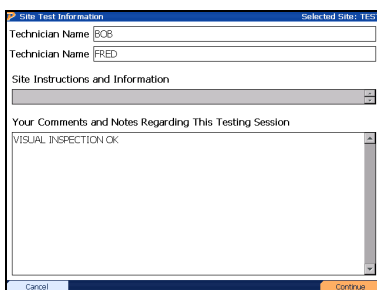 Site Test Information Selected Site: TES
Technician Name BOB
Technician Name FRED
Site Instructions and Information
Your Comments and Notes Regarding This Testing Session
VISUAL INSPECTION OK
Cancel Continue